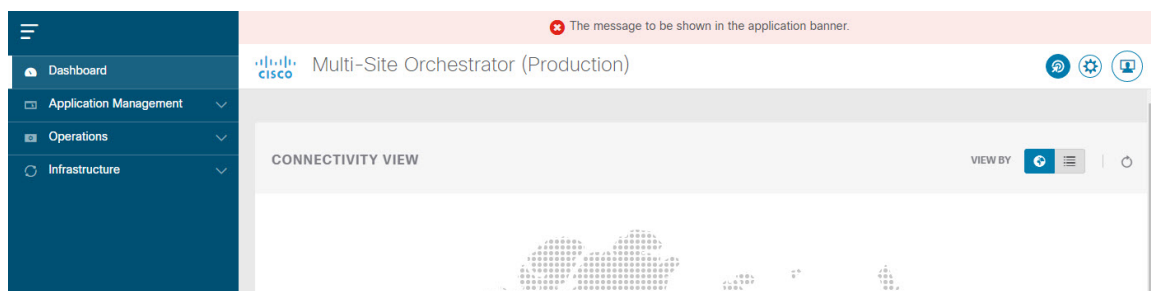 The message to be shown in the application banner.
Dashboard
Application Management
Operations
Infrastructure
CISCO
Multi-Site Orchestrator (Production)
CONNECTIVITY VIEW
VIEW BY